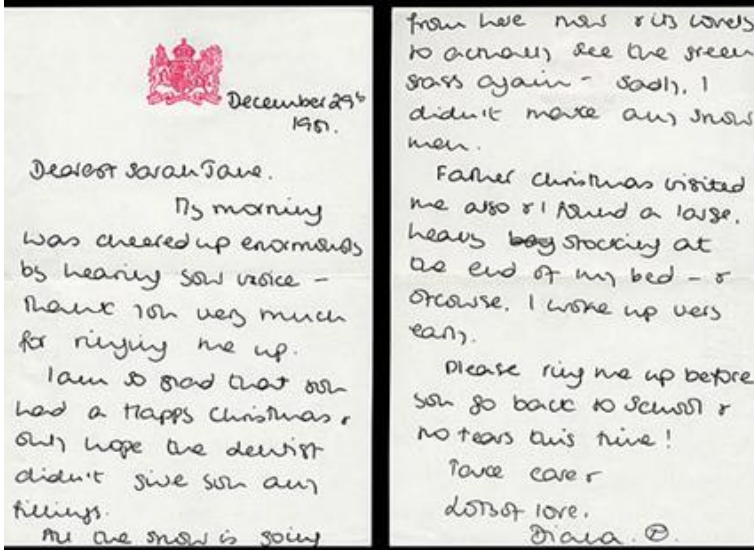 December 29th
1981.
Dearest Sarah Jane.
My morning
was cheered up enormously
by hearing your voice -
thank you very much
for ringing me up.
I am so glad that you
had a Happy Christmas &
only hope the dentist
didn't give you any
fillings.
All the snow is going
from here now & its lovely
to actually see the green
grass again - sadly, I
didn't make any snow
men.
Father Christmas visited
me also & I found a large,
heavy bag stocking at
the end of my bed - &
ofcourse, I woke up very
early.
Please ring me up before
you go back to School &
no tears this time!
Take care &
Lots of love,
Diana.